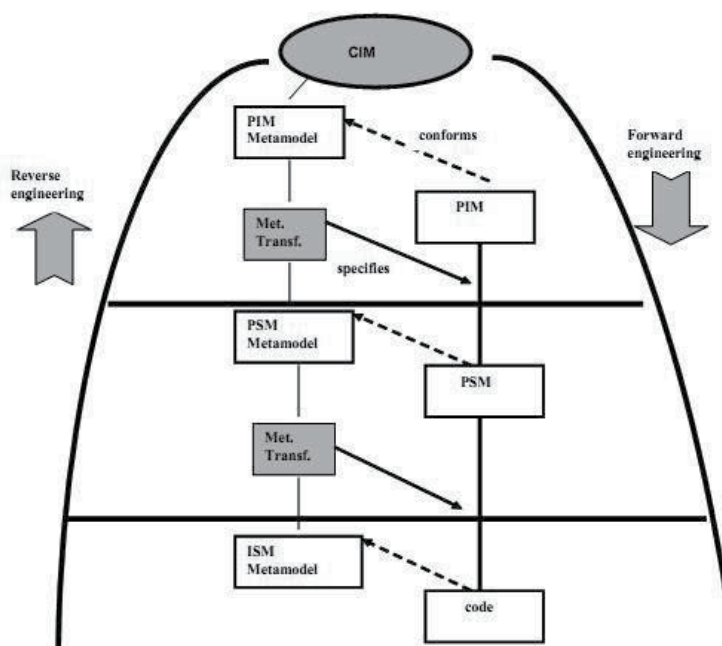 CIM
PIM
Metamodel
conforms
Forward
engineering
Reverse
engineering
PIM
Met.
Transf.
specifies
PSM
Metamodel
PSM
Met.
Transf.
ISM
Metamodel
code